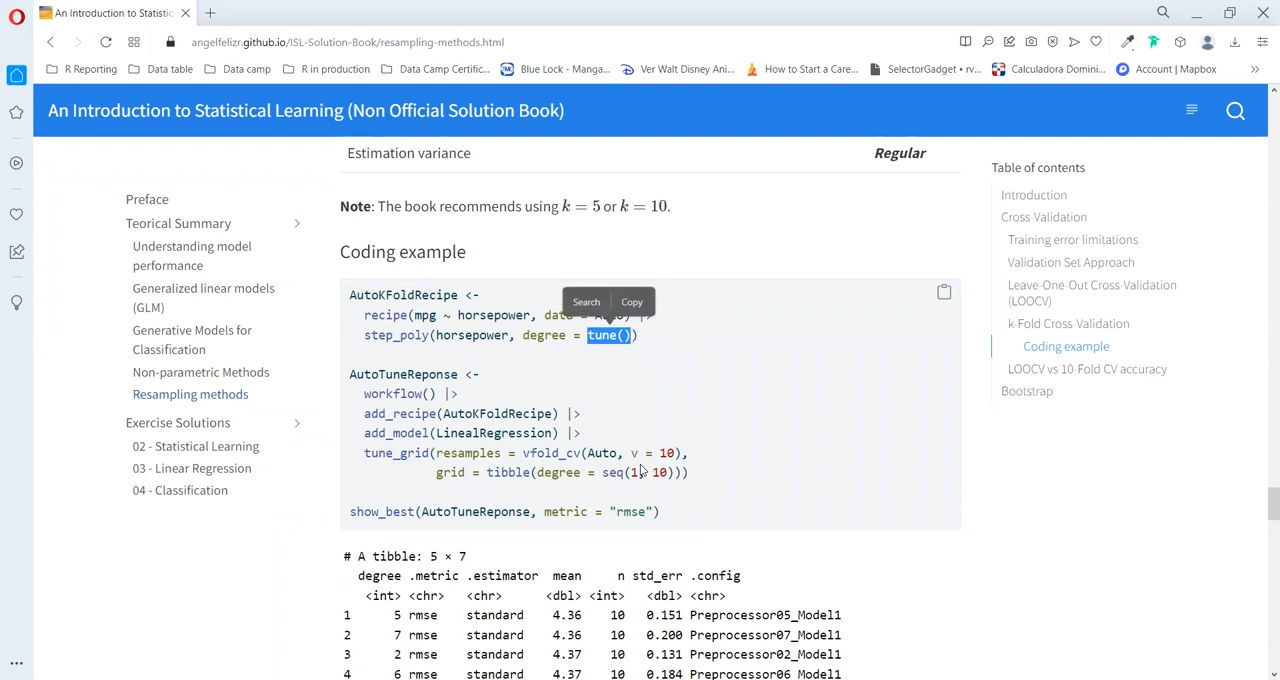 An Introduction to Statistic
angelfelizr.github.io/ISL-Solution-Book/resampling-methods.html
R Reporting
Data table
Data camp
R in production
Data Camp Certific...
Blue Lock - Manga...
Ver Walt Disney Ani...
How to Start a Care...
SelectorGadget • rv...
Calculadora Domini...
Account | Mapbox
An Introduction to Statistical Learning (Non Official Solution Book)
Preface
Teorical Summary
Understanding model
performance
Generalized linear models
(GLM)
Generative Models for
Classification
Non-parametric Methods
Resampling methods
Exercise Solutions
02 - Statistical Learning
03 - Linear Regression
04 - Classification
Estimation variance Regular
Note: The book recommends using k = 5 or k = 10.
Coding example
Search Copy
AutoKFoldRecipe <-
recipe(mpg ~ horsepower, data = Auto) |>
step_poly(horsepower, degree = tune())
AutoTuneReponse <-
workflow() |>
add_recipe(AutoKFoldRecipe) |>
add_model(LinealRegression) |>
tune_grid(resamples = vfold_cv(Auto, v = 10),
grid = tibble(degree = seq(1, 10)))
show_best(AutoTuneReponse, metric = "rmse")
# A tibble: 5 × 7
degree .metric .estimator mean n std_err .config
<int> <chr> <chr> <dbl> <int> <dbl> <chr>
1 5 rmse standard 4.36 10 0.151 Preprocessor05_Model1
2 7 rmse standard 4.36 10 0.200 Preprocessor07_Model1
3 2 rmse standard 4.37 10 0.131 Preprocessor02_Model1
4 6 rmse standard 4.37 10 0.184 Preprocessor06_Model1
Table of contents
Introduction
Cross-Validation
Training error limitations
Validation Set Approach
Leave-One-Out Cross-Validation
(LOOCV)
k-Fold Cross-Validation
Coding example
LOOCV vs 10-Fold CV accuracy
Bootstrap